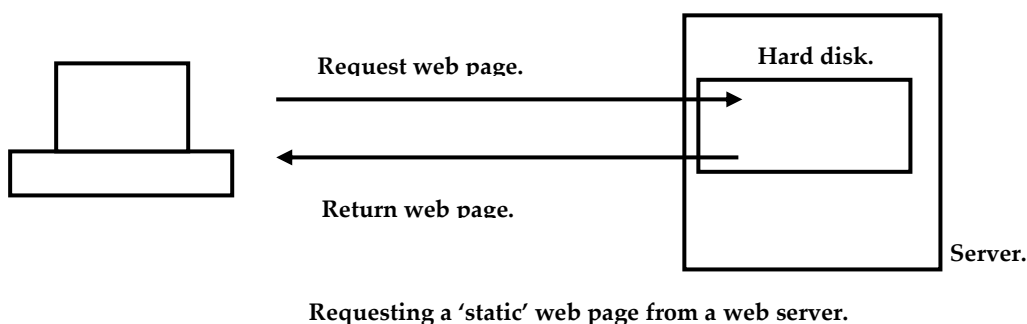 Hard disk.
Request web page.
Return web page.
Server.
Requesting a ‘static’ web page from a web server.